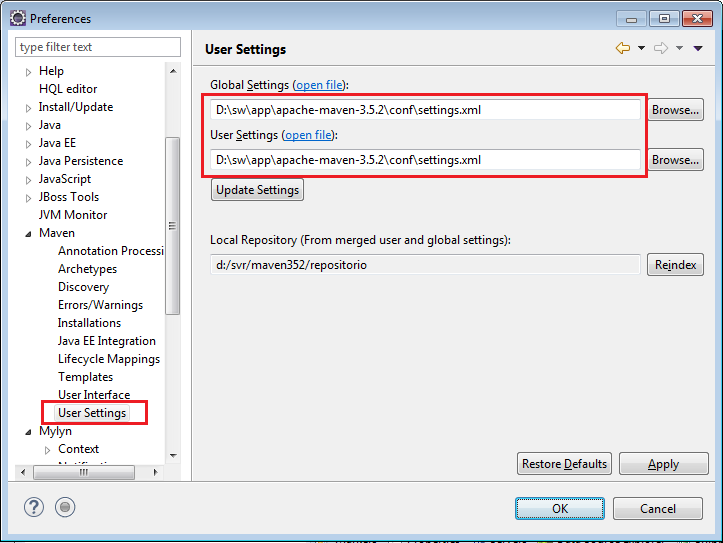 Preferences
type filter text
Help
HQL editor
Install/Update
Java
Java EE
Java Persistence
JavaScript
JBoss Tools
JVM Monitor
Maven
Annotation Processi
Archetypes
Discovery
Errors/Warnings
Installations
Java EE Integration
Lifecycle Mappings
Templates
User Interface
User Settings
Mylyn
Context
User Settings
Global Settings (open file):
D:\sw\app\apache-maven-3.5.2\conf\settings.xml
Browse...
User Settings (open file):
D:\sw\app\apache-maven-3.5.2\conf\settings.xml
Browse...
Update Settings
Local Repository (From merged user and global settings):
d:/svr/maven352/repositorio
Reindex
Restore Defaults
Apply
OK
Cancel